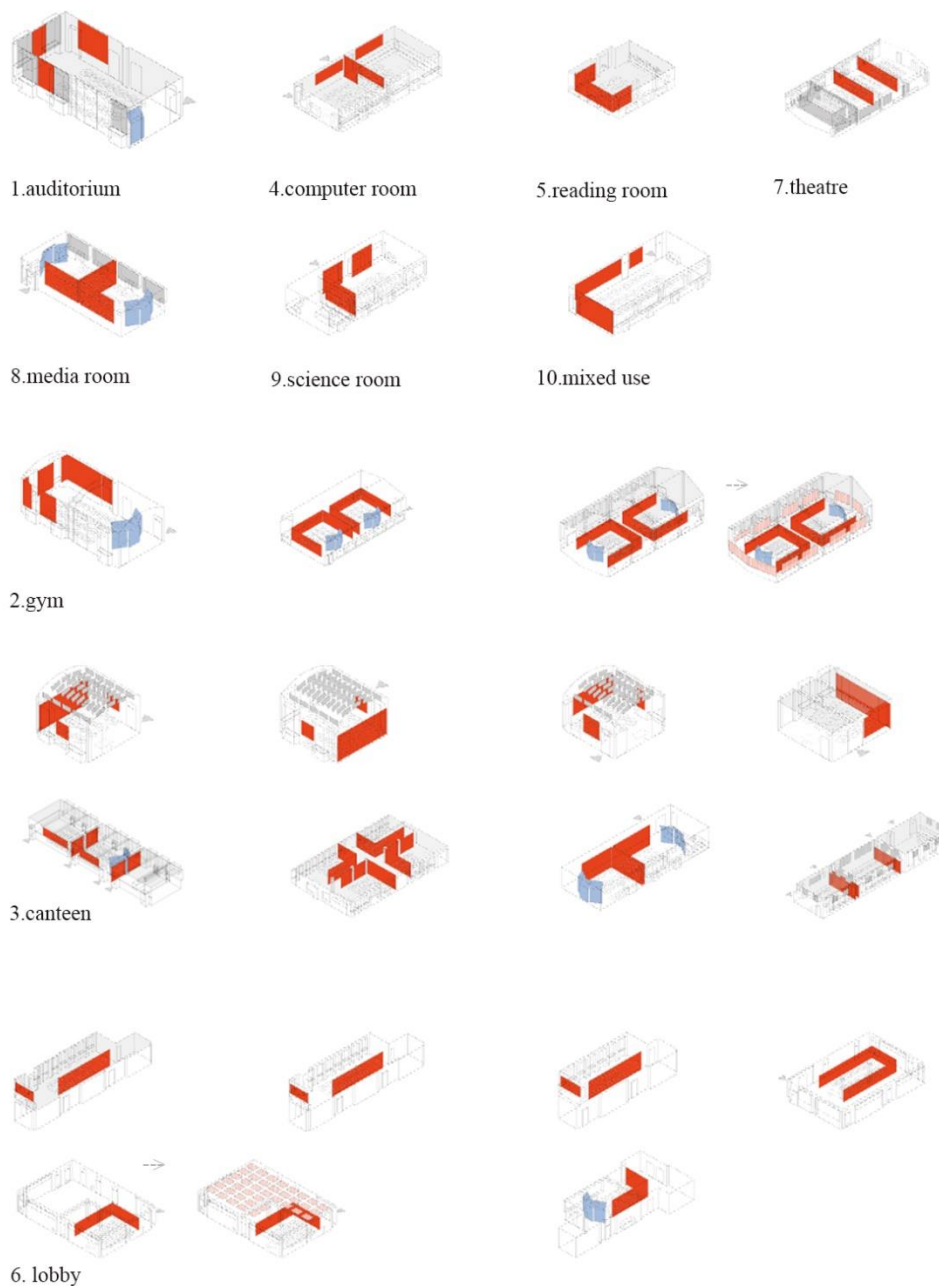 1.auditorium
4.computer room
5.reading room
7.theatre
8.media room
9.science room
10.mixed use
2.gym
3.canteen
6. lobby